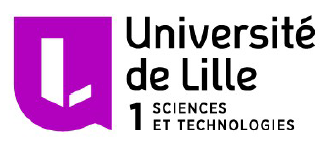 Université
de Lille
1 SCIENCES
ET TECHNOLOGIES